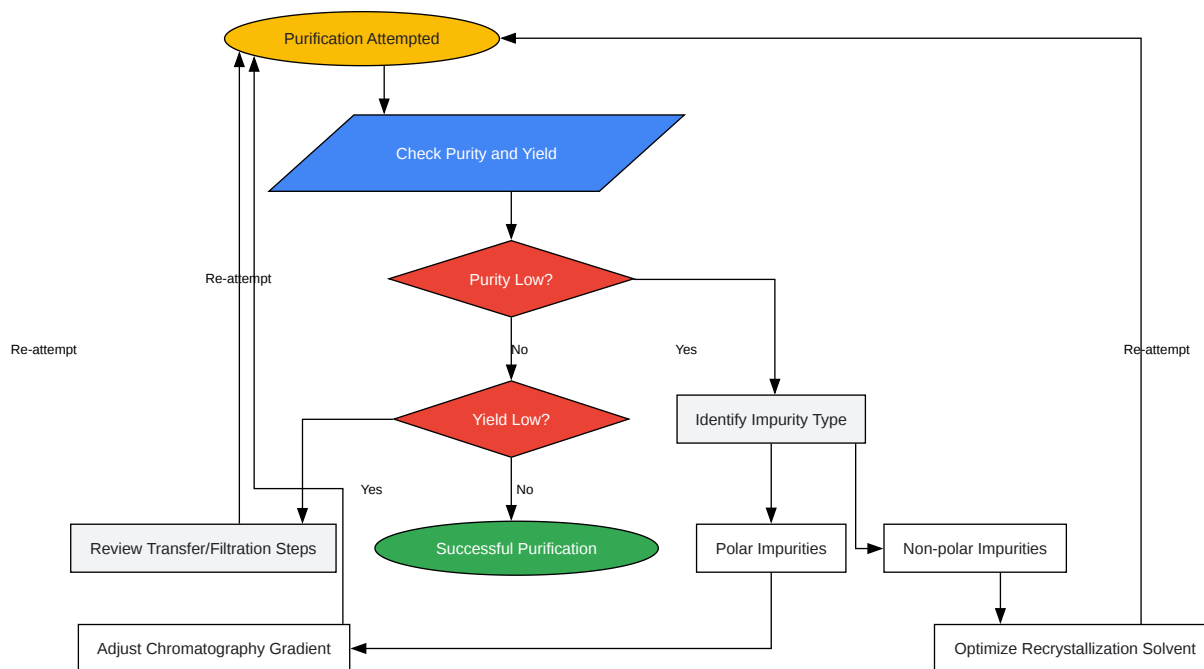 Purification Attempted
Check Purity and Yield
Re-attempt
Purity Low?
Re-attempt
No
Yes
Re-attempt
Yield Low?
Identify Impurity Type
Yes
No
Review Transfer/Filtration Steps
Successful Purification
Polar Impurities
Non-polar Impurities
Adjust Chromatography Gradient
Optimize Recrystallization Solvent